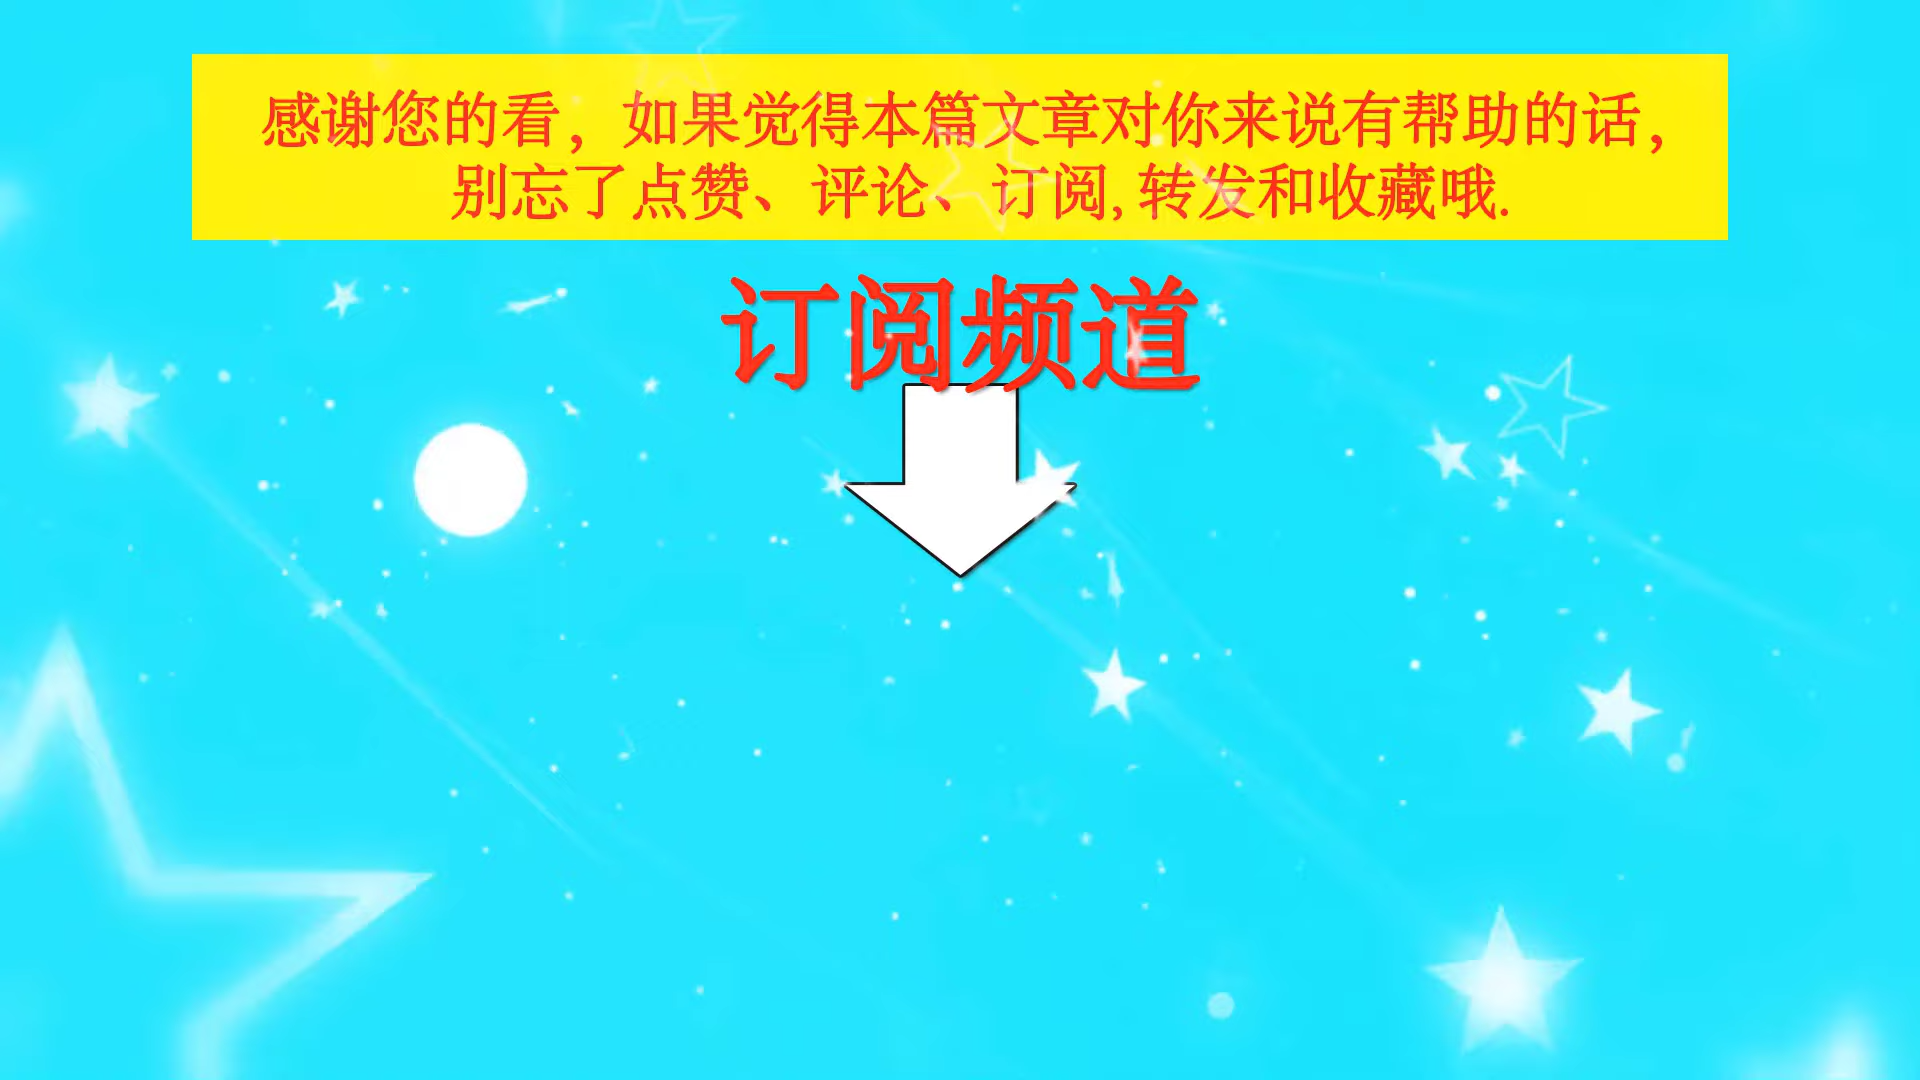 感谢您的看，如果觉得本篇文章对你来说有帮助的话，
别忘了点赞、评论、订阅,转发和收藏哦.
订阅频道